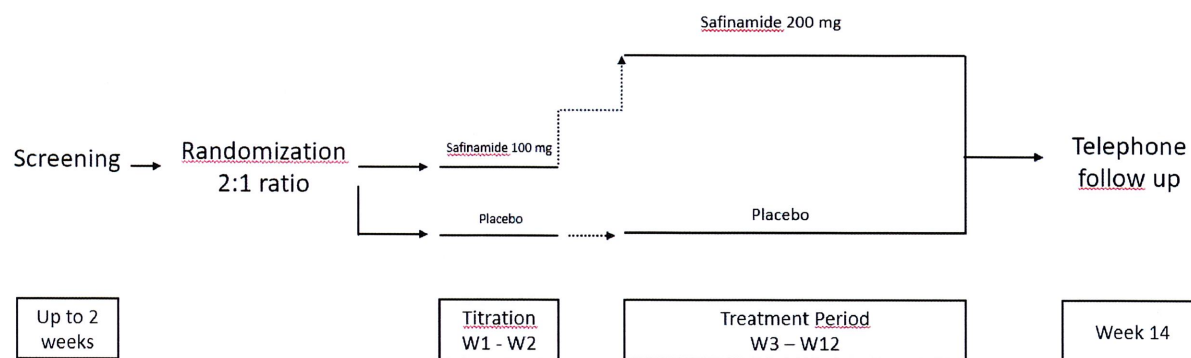 Safinamide 200 mg
Screening
Randomization
2:1 ratio
Safinamide 100 mg
Placebo
Placebo
Telephone
follow up
Up to 2
weeks
Titration
W1 - W2
Treatment Period
W3 – W12
Week 14